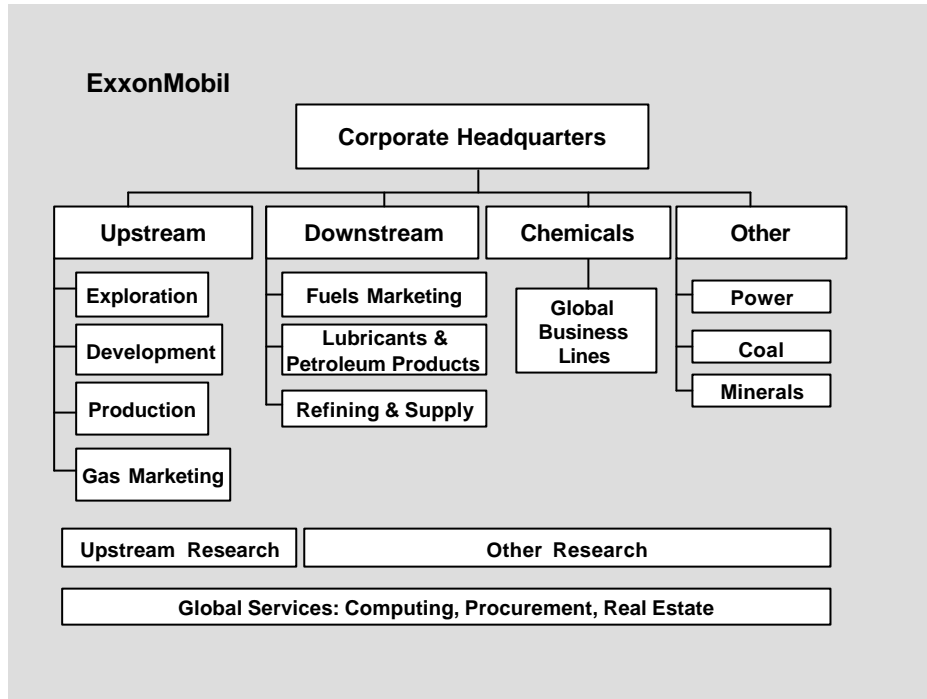 ExxonMobil
Corporate Headquarters
Upstream
Downstream
Chemicals
Other
Exploration
Development
Production
Gas Marketing
Fuels Marketing
Lubricants &
Petroleum Products
Refining & Supply
Global
Business
Lines
Power
Coal
Minerals
Upstream Research
Other Research
Global Services: Computing, Procurement, Real Estate